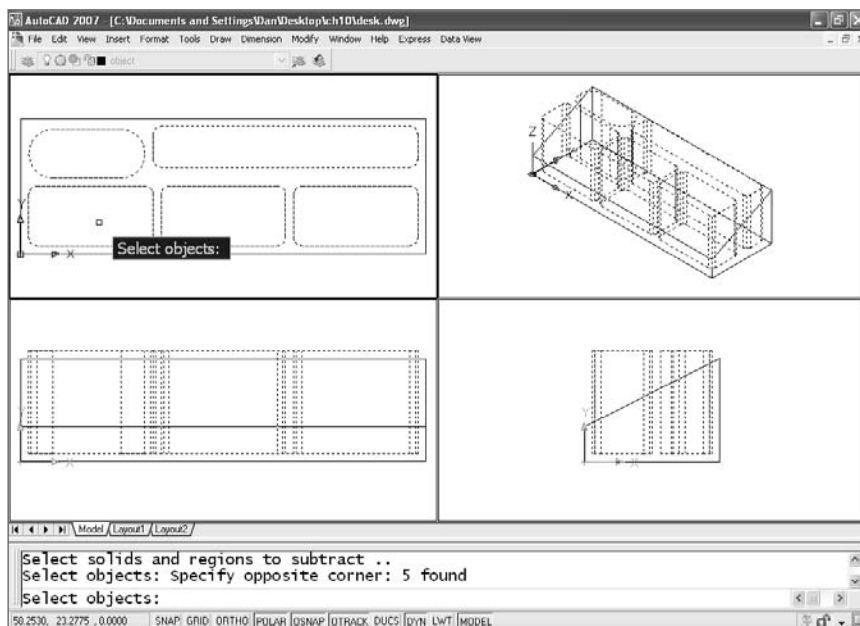 AutoCAD 2007 - [C:\Documents and Settings\Dan\Desktop\ch10\desk.dwg]
File Edit View Insert Format Tools Draw Dimension Modify Window Help Express Data View
object
Z
X
Y
Select objects:
X
Y
X
Y
X
Model Layout1 Layout2
Select solids and regions to subtract ..
Select objects: Specify opposite corner: 5 found
Select objects:
58.2530, 23.2775 , 0.0000 SNAP GRID ORTHO POLAR OSNAP OTRACK DUCS DYN LWT MODEL